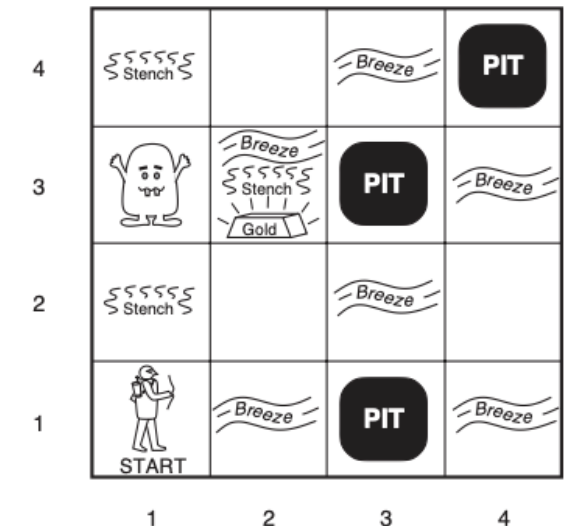 4
Stench
Breeze
PIT
3
Breeze
Stench
Gold
PIT
Breeze
2
Stench
Breeze
1
START
Breeze
PIT
Breeze
1 2 3 4